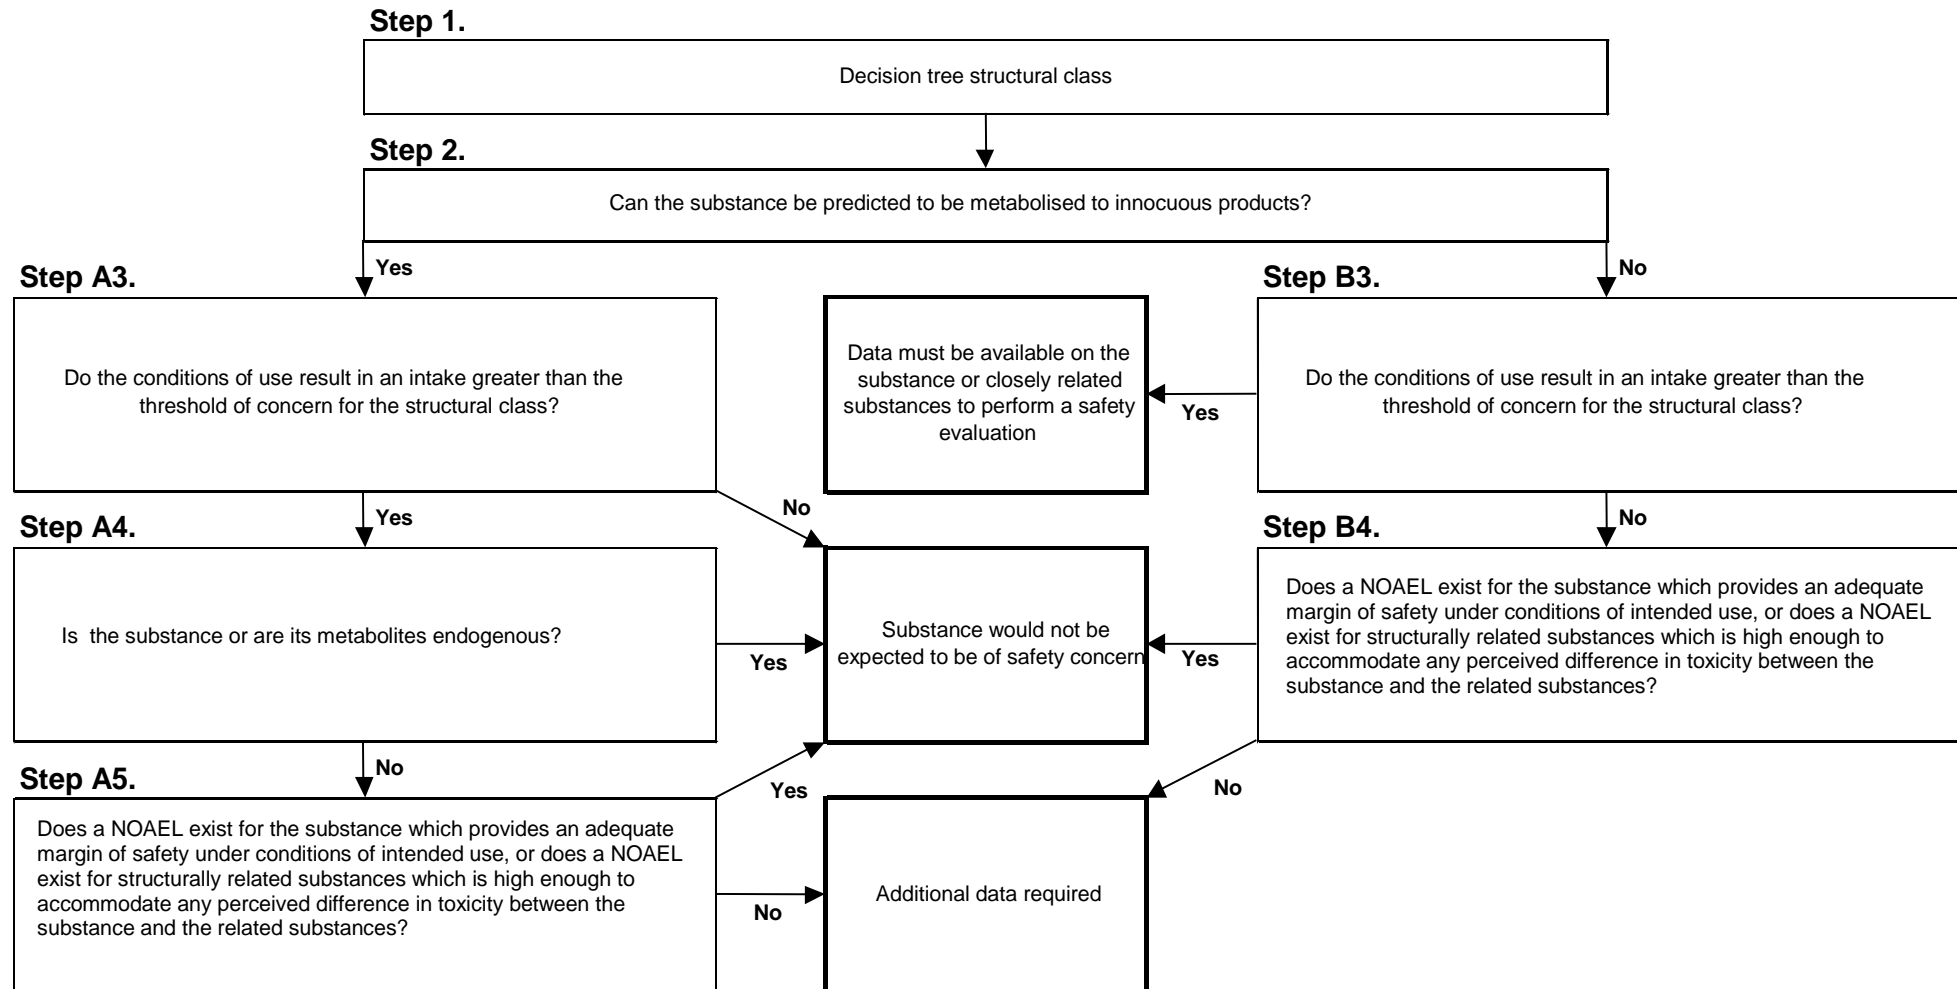 Step 1.
Decision tree structural class
Step 2.
Can the substance be predicted to be metabolised to innocuous products?
Yes
No
Step A3.
Do the conditions of use result in an intake greater than the
threshold of concern for the structural class?
Data must be available on the
substance or closely related
substances to perform a safety
evaluation
Yes
Step B3.
Do the conditions of use result in an intake greater than the
threshold of concern for the structural class?
Yes
No
No
Step A4.
Is the substance or are its metabolites endogenous?
Yes
Substance would not be
expected to be of safety concern
Yes
Step B4.
Does a NOAEL exist for the substance which provides an adequate
margin of safety under conditions of intended use, or does a NOAEL
exist for structurally related substances which is high enough to
accommodate any perceived difference in toxicity between the
substance and the related substances?
No
Yes
No
Step A5.
Does a NOAEL exist for the substance which provides an adequate
margin of safety under conditions of intended use, or does a NOAEL
exist for structurally related substances which is high enough to
accommodate any perceived difference in toxicity between the
substance and the related substances?
No
Additional data required